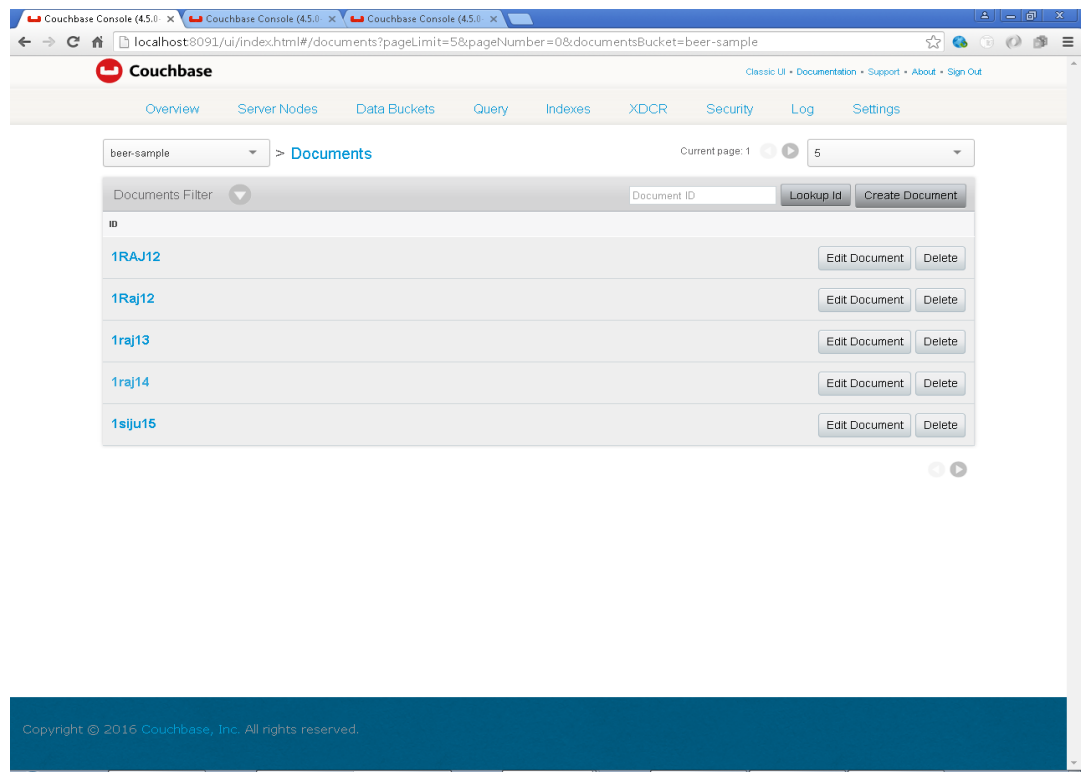 Couchbase Console (4.5.0- Couchbase Console (4.5.0- Couchbase Console (4.5.0-
localhost:8091/ui/index.html#/documents?pageLimit=5&pageNumber=0&documentsBucket=beer-sample
Couchbase Classic UI • Documentation • Support • About • Sign Out
Overview Server Nodes Data Buckets Query Indexes XDCR Security Log Settings
beer-sample > Documents Current page: 1 5
Documents Filter Document ID Lookup Id Create Document
ID
1RAJ12 Edit Document Delete
1Raj12 Edit Document Delete
1raj13 Edit Document Delete
1raj14 Edit Document Delete
1siju15 Edit Document Delete
Copyright © 2016 Couchbase, Inc. All rights reserved.